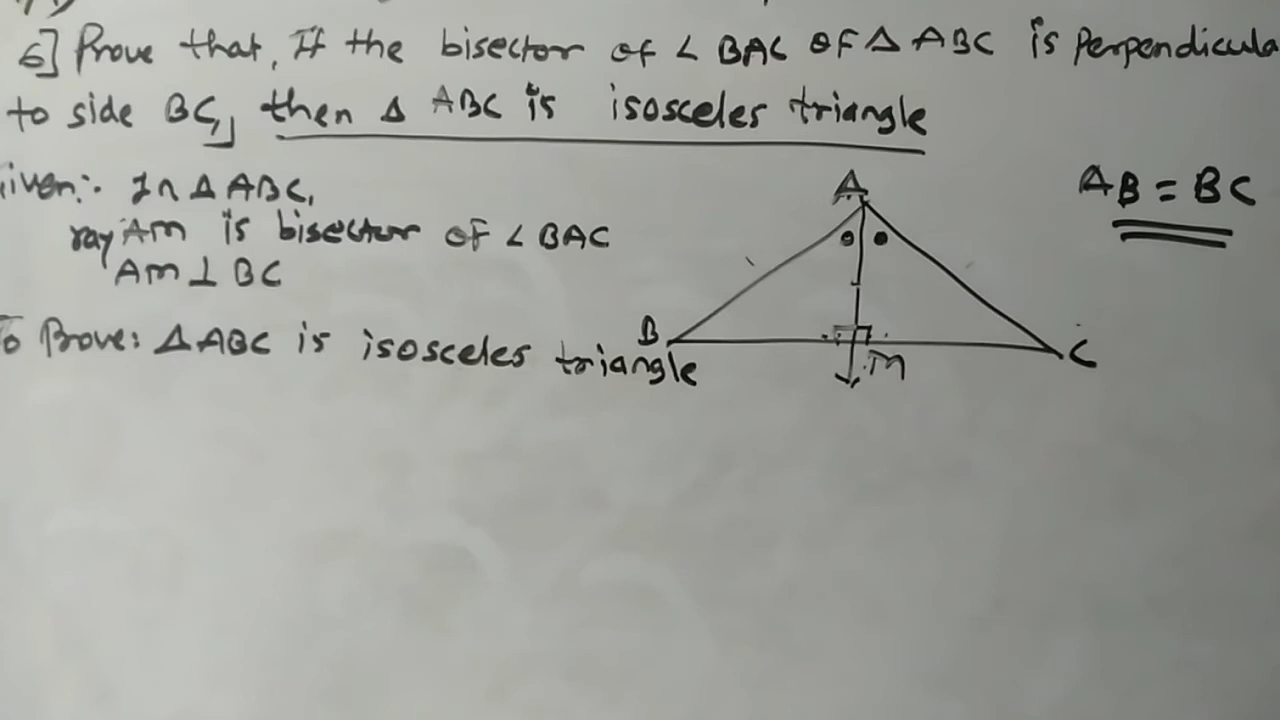 6] Prove that, If the bisector of ∠ BAC OF Δ ABC is Perpendicula
to side BC, then Δ ABC is isosceles triangle
iven:- In Δ ABC,
ray AM is bisector OF ∠ BAC
AM ⊥ BC
AB = BC
To Prove: Δ ABC is isosceles triangle
A
B
M
C